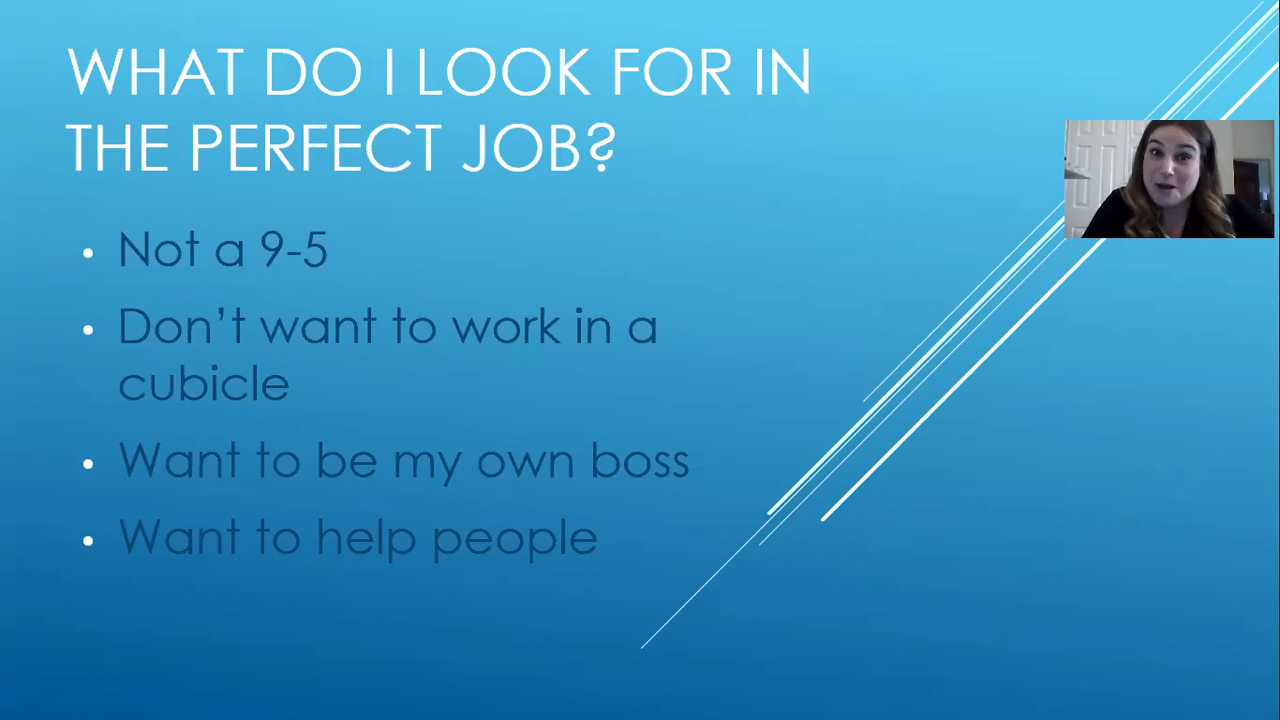 WHAT DO I LOOK FOR IN
THE PERFECT JOB?
• Not a 9-5
• Don’t want to work in a
cubicle
• Want to be my own boss
• Want to help people